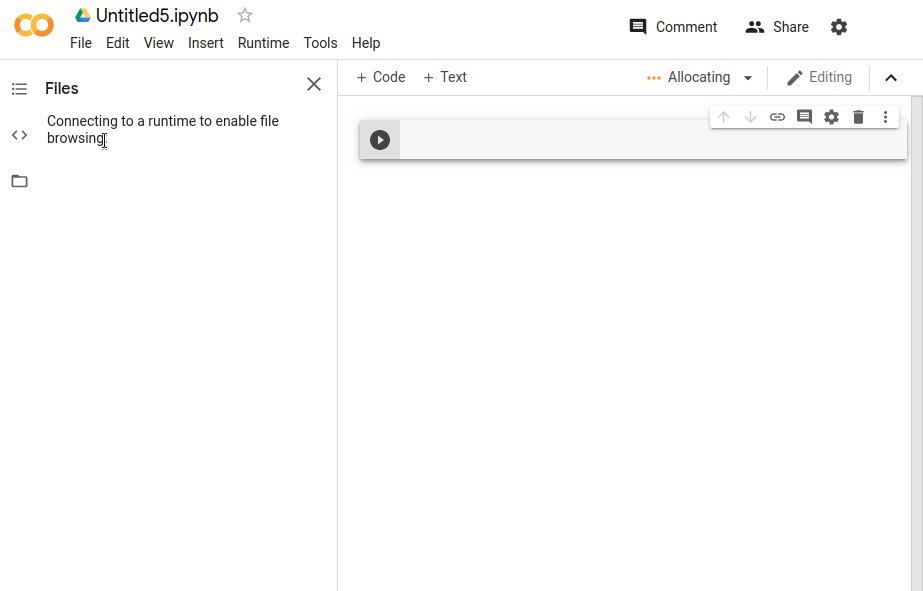 Untitled5.ipynb
File Edit View Insert Runtime Tools Help
Comment Share
Files
Connecting to a runtime to enable file
browsing.
+ Code + Text
Allocating
Editing